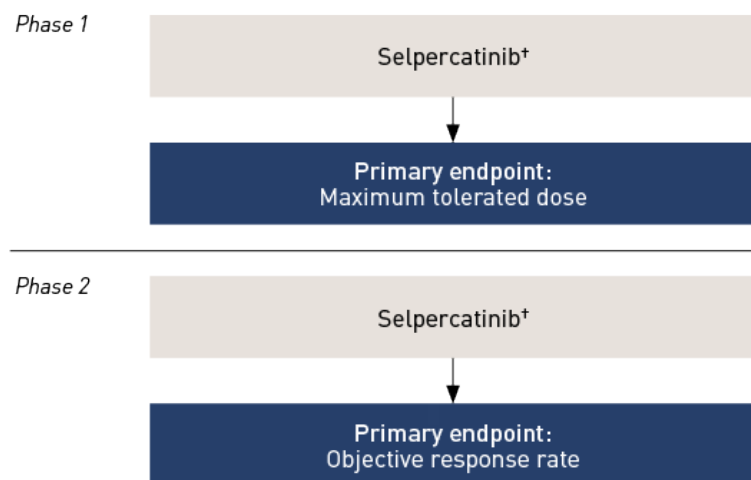 Phase 1
Selpercatinib†
Primary endpoint:
Maximum tolerated dose
Phase 2
Selpercatinib†
Primary endpoint:
Objective response rate